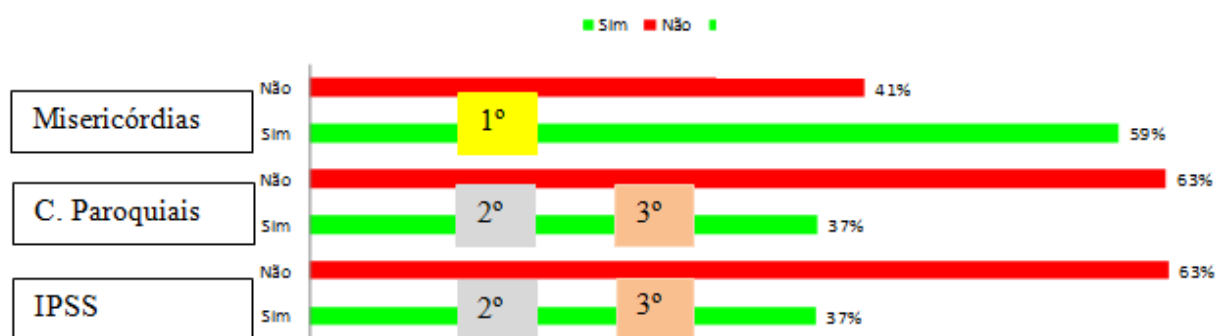 Sim Não
Não 41%
Misericórdias
Sim 1º 59%
Não 63%
C. Paroquiais
Sim 2º 3º 37%
Não 63%
IPSS
Sim 2º 3º 37%